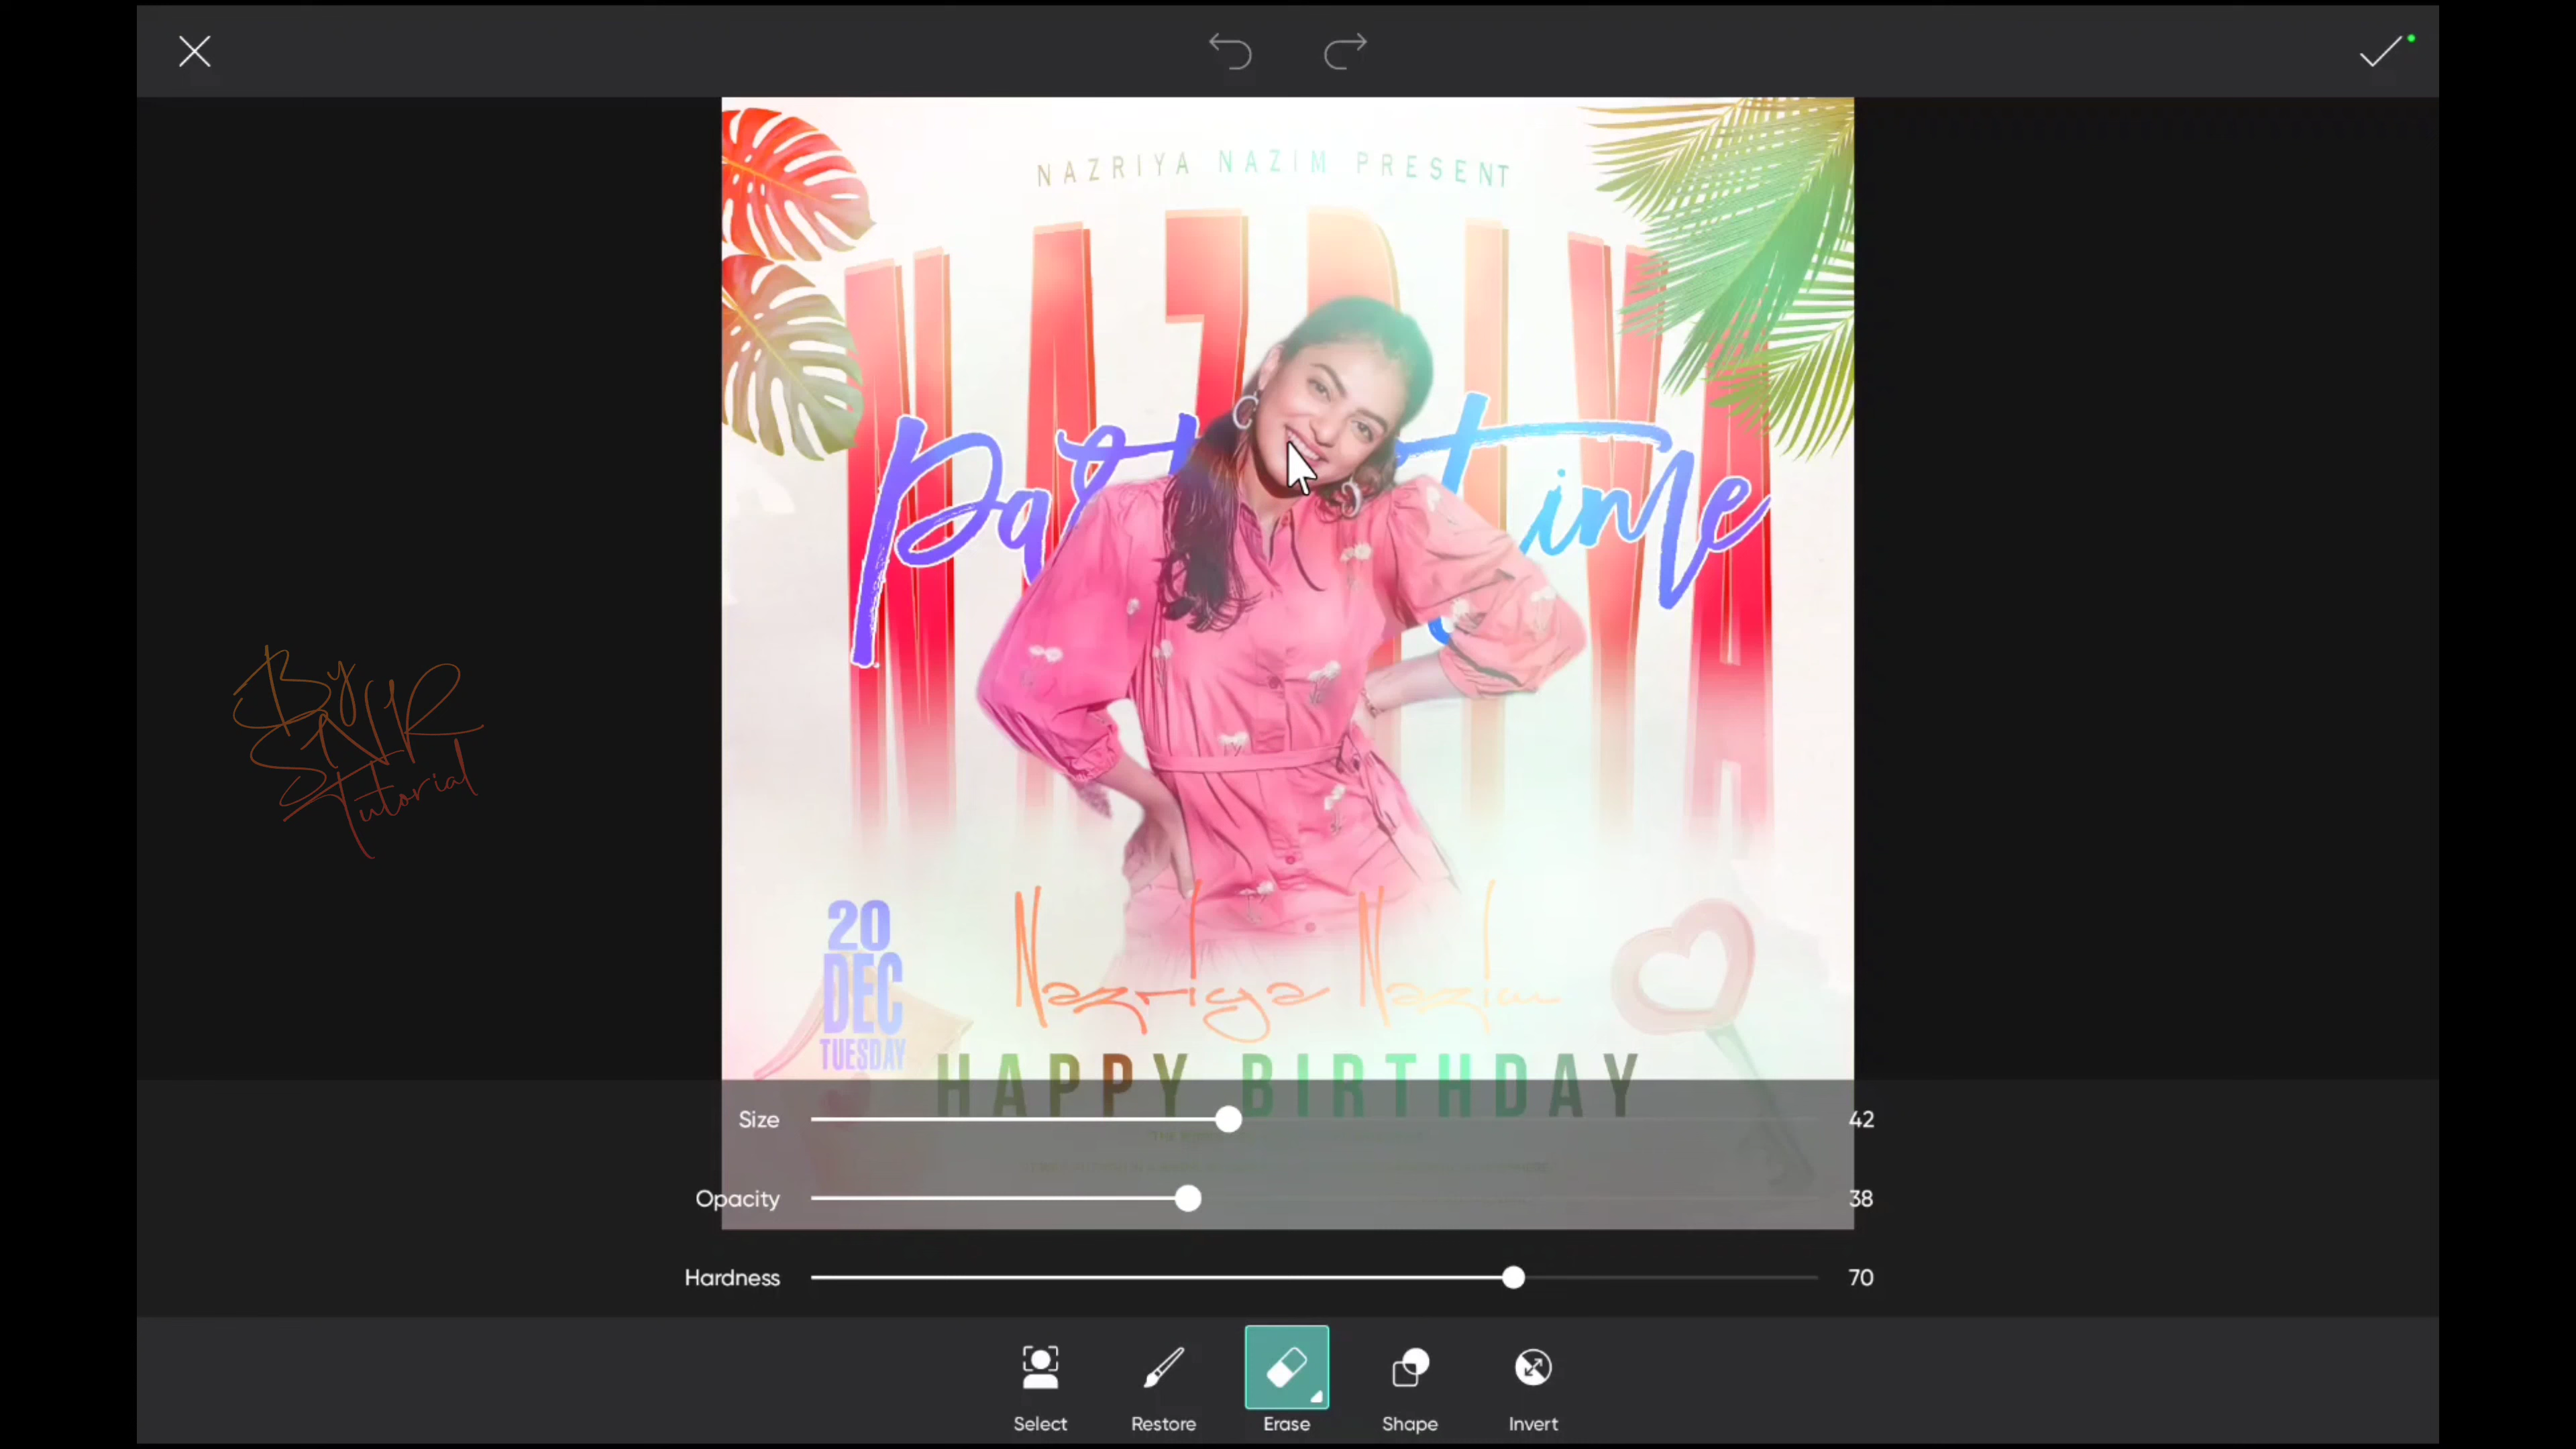 NAZRIYA NAZIM PRESENT
NAZRIYA
Party time
By
SNR
Tutorial
20
DEC
TUESDAY
Nazriya Nazim
HAPPY BIRTHDAY
Size 42
Opacity 38
Hardness 70
Select Restore Erase Shape Invert